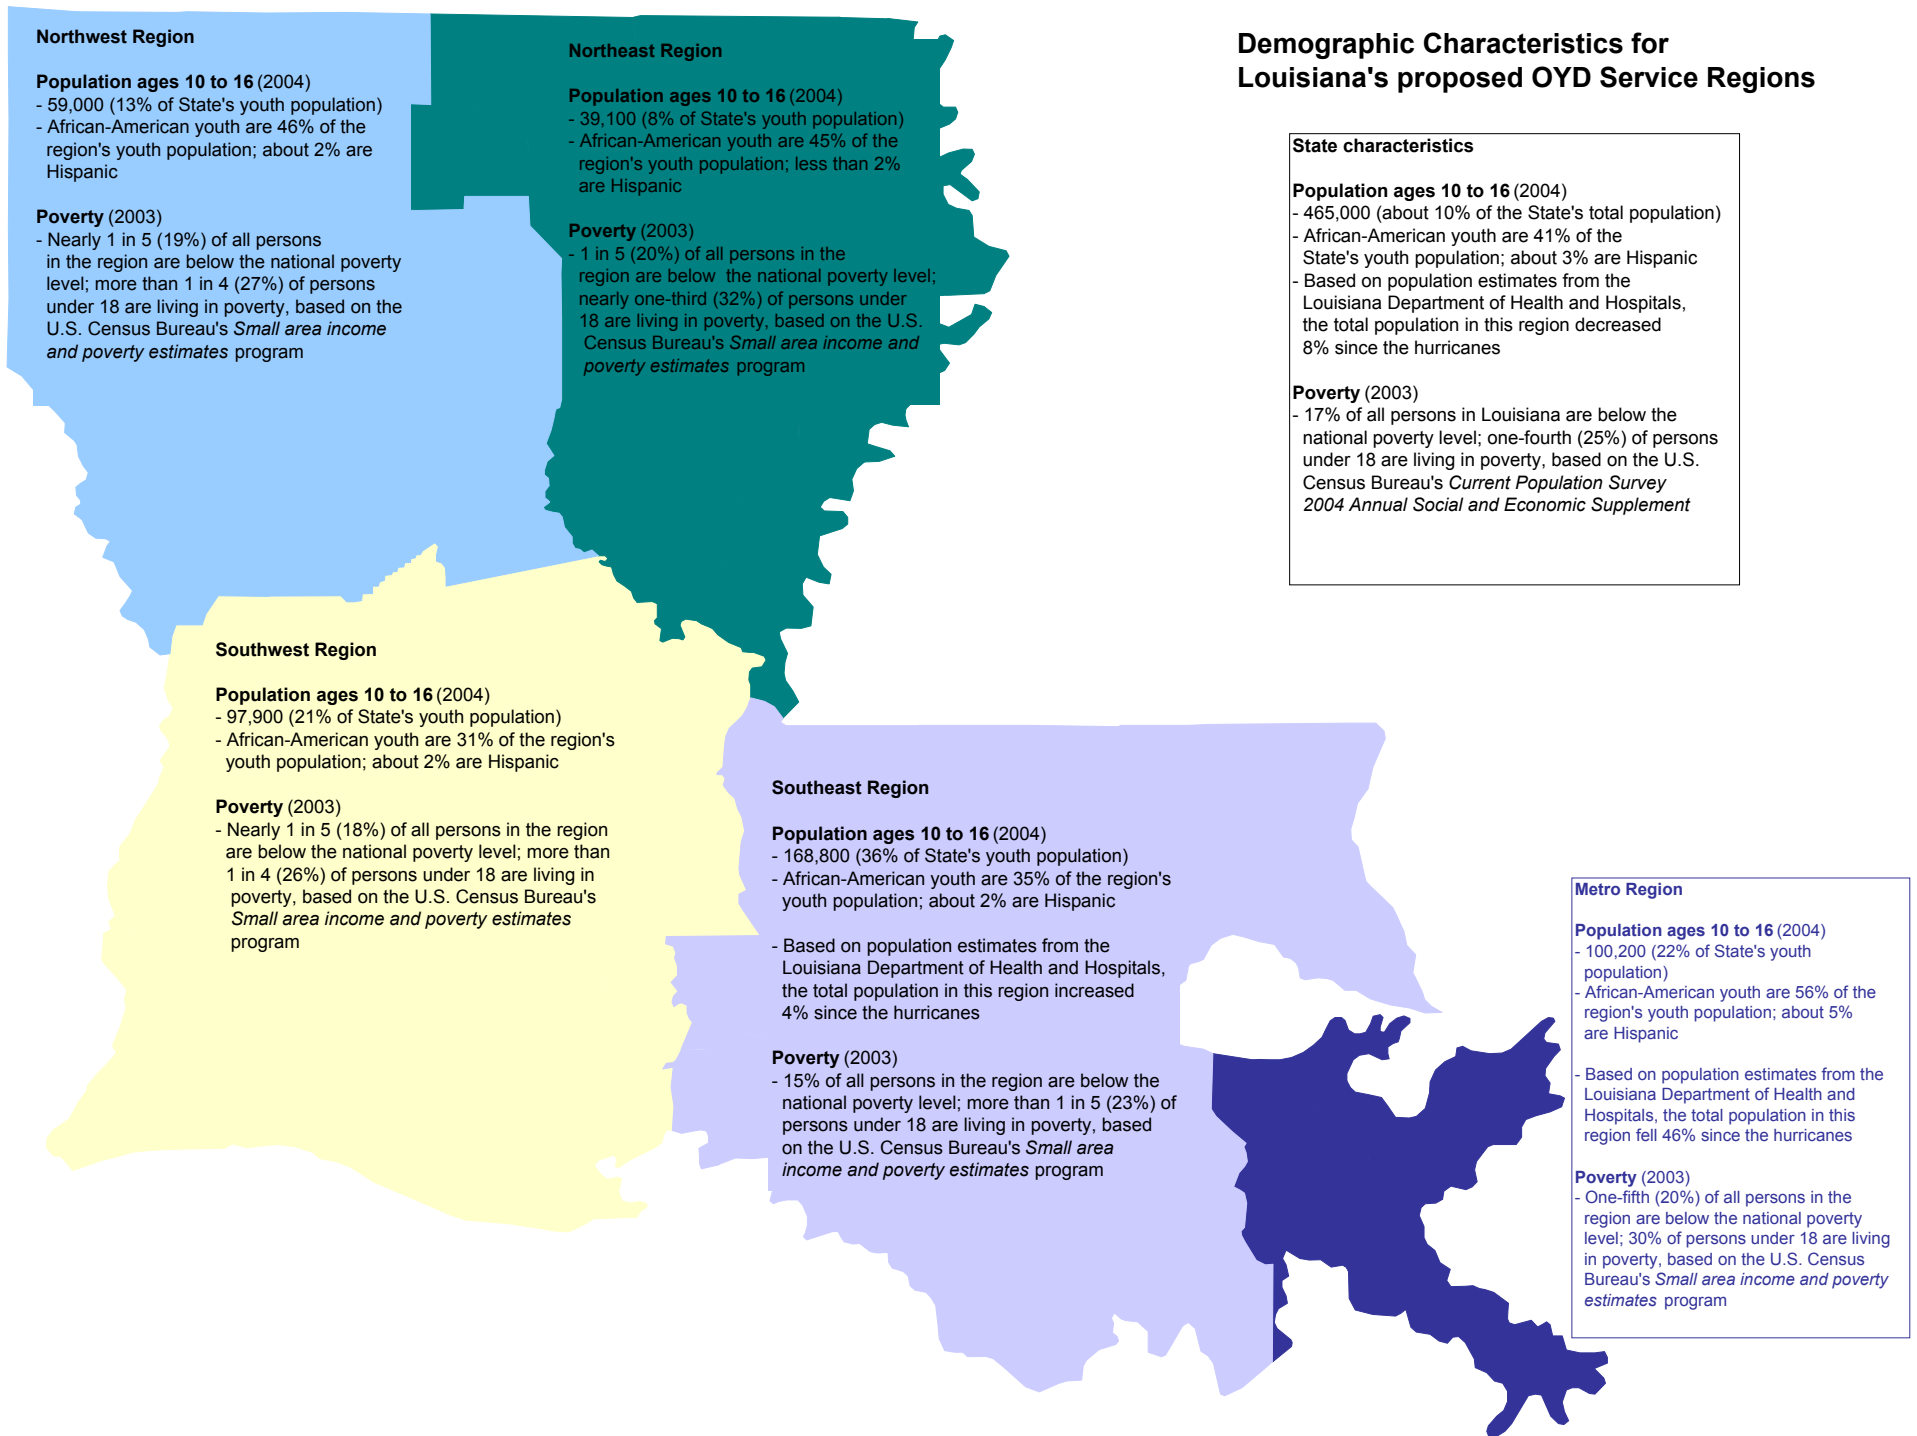 Demographic Characteristics for
Louisiana's proposed OYD Service Regions
Northwest Region
Population ages 10 to 16 (2004)
- 59,000 (13% of State's youth population)
- African-American youth are 46% of the
region's youth population; about 2% are
Hispanic
Poverty (2003)
- Nearly 1 in 5 (19%) of all persons
in the region are below the national poverty
level; more than 1 in 4 (27%) of persons
under 18 are living in poverty, based on the
U.S. Census Bureau's Small area income
and poverty estimates program
Northeast Region
Population ages 10 to 16 (2004)
- 39,100 (8% of State's youth population)
- African-American youth are 45% of the
region's youth population; less than 2%
are Hispanic
Poverty (2003)
- 1 in 5 (20%) of all persons in the
region are below the national poverty level;
nearly one-third (32%) of persons under
18 are living in poverty, based on the U.S.
Census Bureau's Small area income and
poverty estimates program
State characteristics
Population ages 10 to 16 (2004)
- 465,000 (about 10% of the State's total population)
- African-American youth are 41% of the
State's youth population; about 3% are Hispanic
- Based on population estimates from the
Louisiana Department of Health and Hospitals,
the total population in this region decreased
8% since the hurricanes
Poverty (2003)
- 17% of all persons in Louisiana are below the
national poverty level; one-fourth (25%) of persons
under 18 are living in poverty, based on the U.S.
Census Bureau's Current Population Survey
2004 Annual Social and Economic Supplement
Southwest Region
Population ages 10 to 16 (2004)
- 97,900 (21% of State's youth population)
- African-American youth are 31% of the region's
youth population; about 2% are Hispanic
Poverty (2003)
- Nearly 1 in 5 (18%) of all persons in the region
are below the national poverty level; more than
1 in 4 (26%) of persons under 18 are living in
poverty, based on the U.S. Census Bureau's
Small area income and poverty estimates
program
Southeast Region
Population ages 10 to 16 (2004)
- 168,800 (36% of State's youth population)
- African-American youth are 35% of the region's
youth population; about 2% are Hispanic
- Based on population estimates from the
Louisiana Department of Health and Hospitals,
the total population in this region increased
4% since the hurricanes
Poverty (2003)
- 15% of all persons in the region are below the
national poverty level; more than 1 in 5 (23%) of
persons under 18 are living in poverty, based
on the U.S. Census Bureau's Small area
income and poverty estimates program
Metro Region
Population ages 10 to 16 (2004)
- 100,200 (22% of State's youth
population)
- African-American youth are 56% of the
region's youth population; about 5%
are Hispanic
- Based on population estimates from the
Louisiana Department of Health and
Hospitals, the total population in this
region fell 46% since the hurricanes
Poverty (2003)
- One-fifth (20%) of all persons in the
region are below the national poverty
level; 30% of persons under 18 are living
in poverty, based on the U.S. Census
Bureau's Small area income and poverty
estimates program